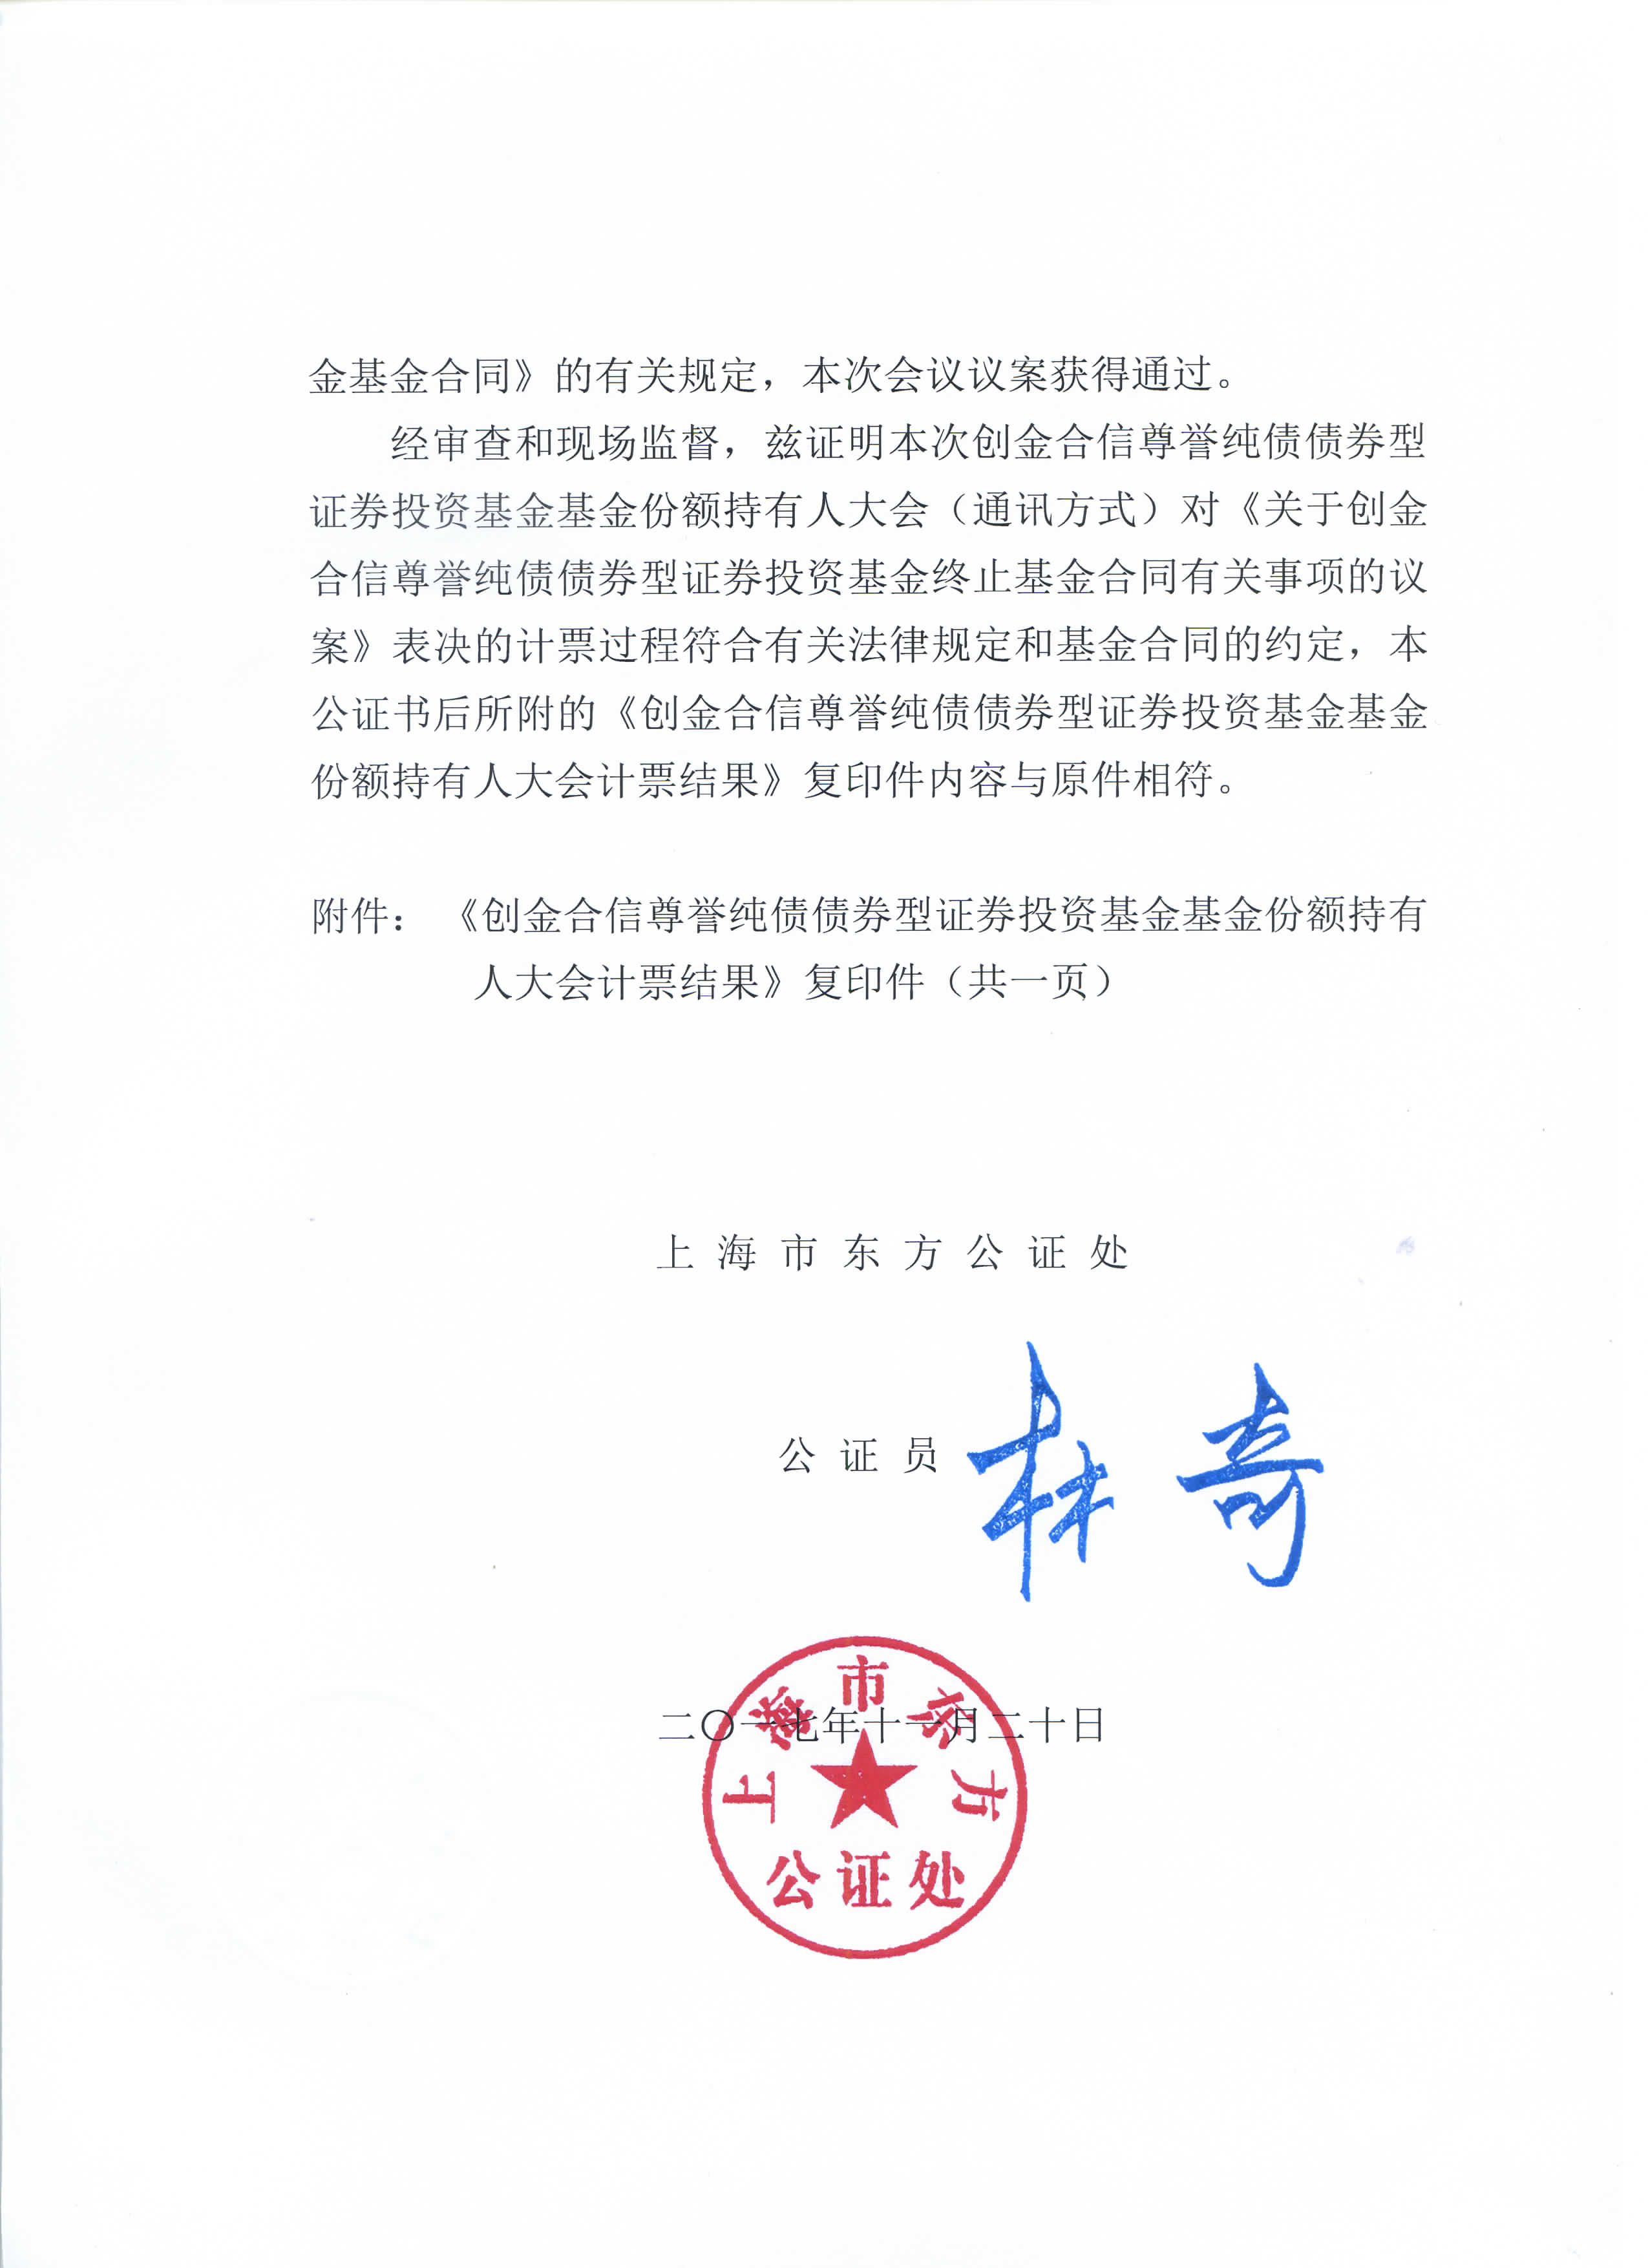 金基金合同》的有关规定，本次会议议案获得通过。
经审查和现场监督，兹证明本次创金合信尊誉纯债债券型
证券投资基金基金份额持有人大会（通讯方式）对《关于创金
合信尊誉纯债债券型证券投资基金终止基金合同有关事项的议
案》表决的计票过程符合有关法律规定和基金合同的约定，本
公证书后所附的《创金合信尊誉纯债债券型证券投资基金基金
份额持有人大会计票结果》复印件内容与原件相符。
附件：《创金合信尊誉纯债债券型证券投资基金基金份额持有
人大会计票结果》复印件（共一页）
上海市东方公证处
公证员 林奇
二〇一七年十一月二十日
上海市东方
公证处